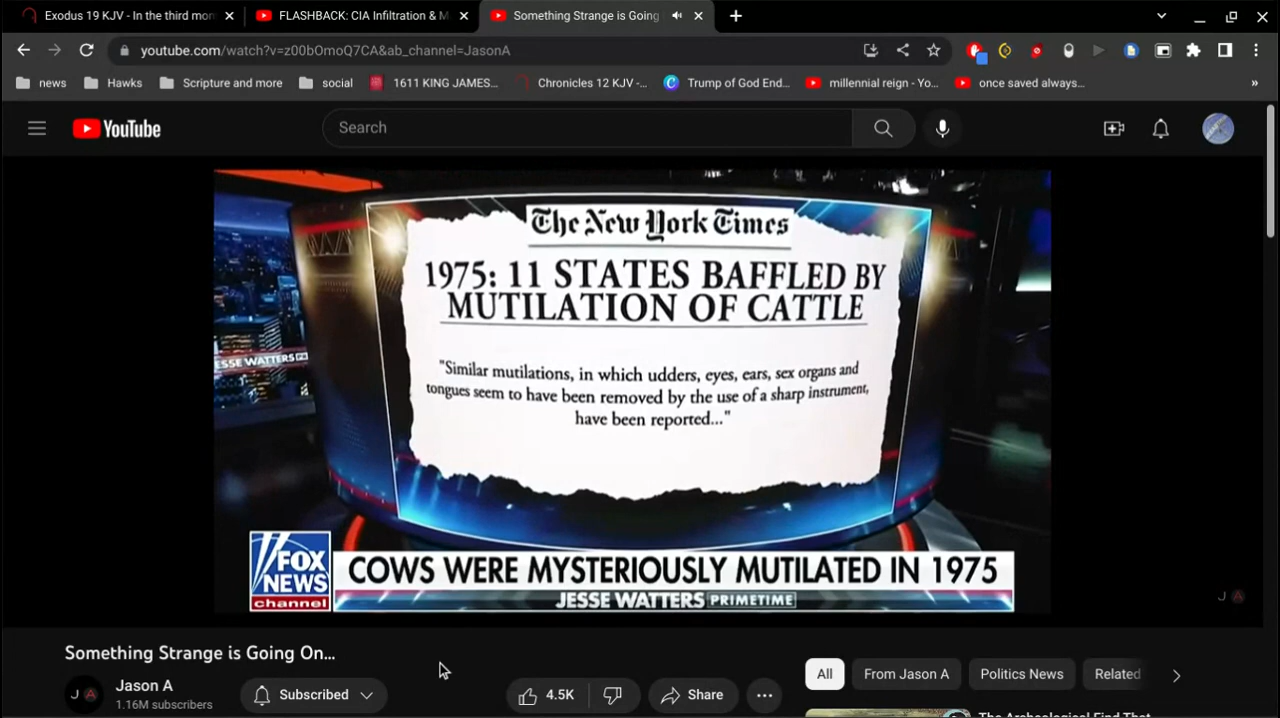 Exodus 19 KJV - In the third mon
FLASHBACK: CIA Infiltration & M
Something Strange is Going
youtube.com/watch?v=z00bOmoQ7CA&ab_channel=JasonA
news
Hawks
Scripture and more
social
1611 KING JAMES...
Chronicles 12 KJV -...
Trump of God End...
millennial reign - Yo...
once saved always...
»
YouTube
Search
The New York Times
1975: 11 STATES BAFFLED BY
MUTILATION OF CATTLE
"Similar mutilations, in which udders, eyes, ears, sex organs and
tongues seem to have been removed by the use of a sharp instrument,
have been reported..."
ESSE WATTERS
FOX
NEWS
channel
COWS WERE MYSTERIOUSLY MUTILATED IN 1975
JESSE WATTERS PRIMETIME
J A
Something Strange is Going On...
J A
Jason A
1.16M subscribers
Subscribed
4.5K
Share
All
From Jason A
Politics News
Related
The Archeological Find That